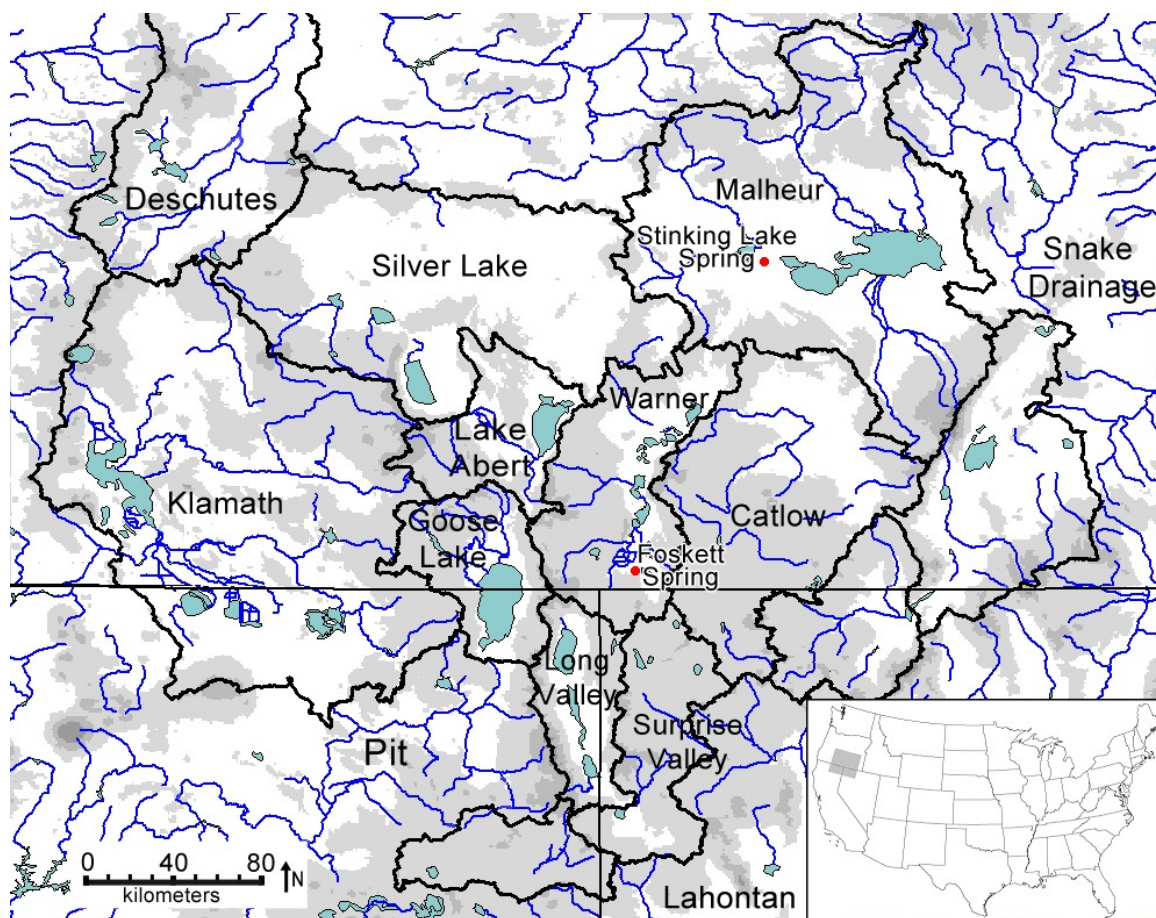 Deschutes
Malheur
Stinking Lake
Spring
Silver Lake
Snake
Drainage
Warner
Lake
Abert
Klamath
Goose
Lake
Catlow
Foskett
Spring
Long
Valley
Surprise
Valley
Pit
Lahontan
0 40 80
kilometers
N